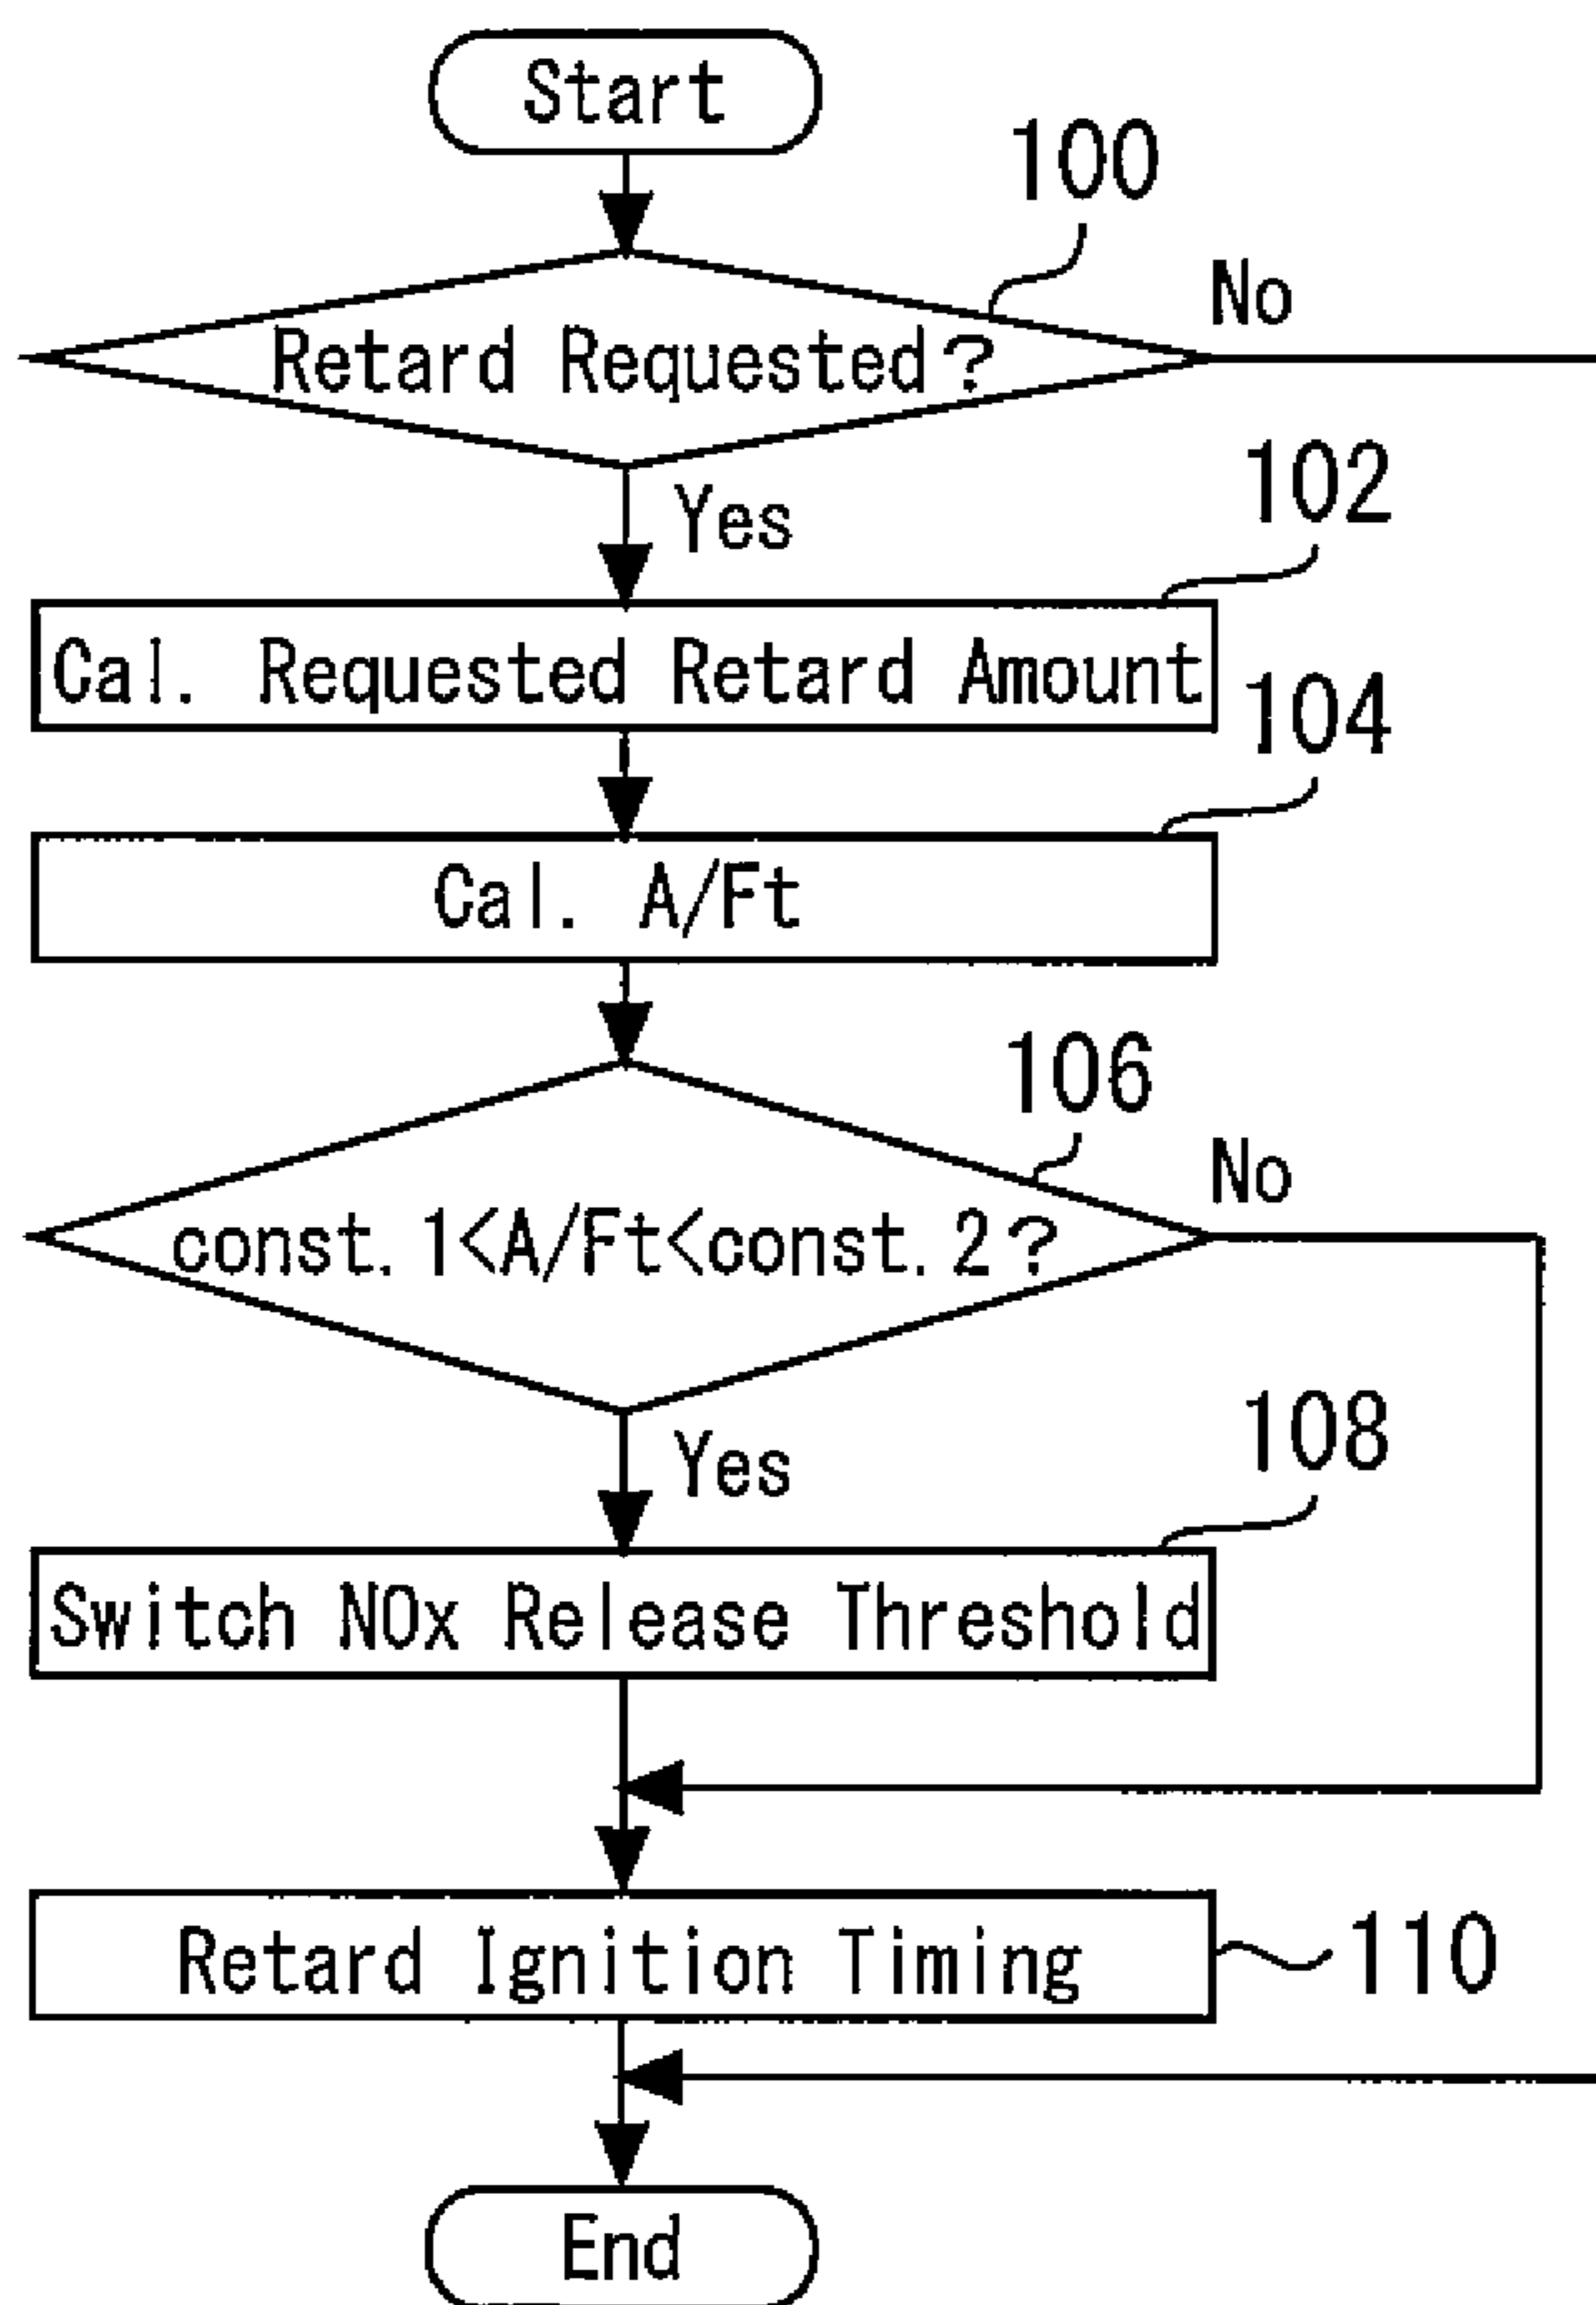 Start
100
Retard Requested?
No
Yes
102
Cal. Requested Retard Amount
104
Cal. A/Ft
106
const.1<A/Ft<const.2?
No
Yes
108
Switch NOx Release Threshold
Retard Ignition Timing
110
End